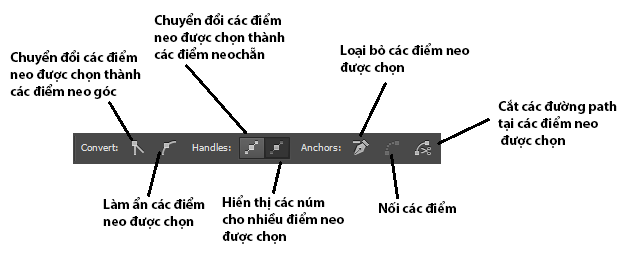 Chuyển đổi các điểm
neo được chọn thành
các điểm neochẵn
Chuyển đổi các điểm
neo được chọn thành
các điểm neo góc
Loại bỏ các điểm neo
được chọn
Cắt các đường path
tại các điểm neo
được chọn
Convert:
Handles:
Anchors:
Làm ẩn các điểm
neo được chọn
Hiển thị các núm
cho nhiều điểm neo
được chọn
Nối các điểm